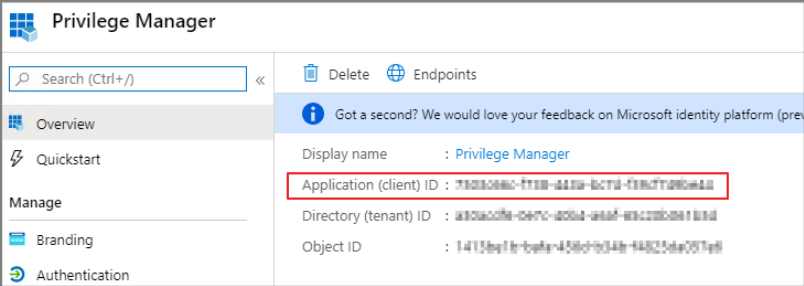 Privilege Manager
Search (Ctrl+/)
«
Delete
Endpoints
Got a second? We would love your feedback on Microsoft identity platform (prev
Overview
Quickstart
Manage
Branding
Authentication
Display name : Privilege Manager
Application (client) ID :
Directory (tenant) ID :
Object ID :